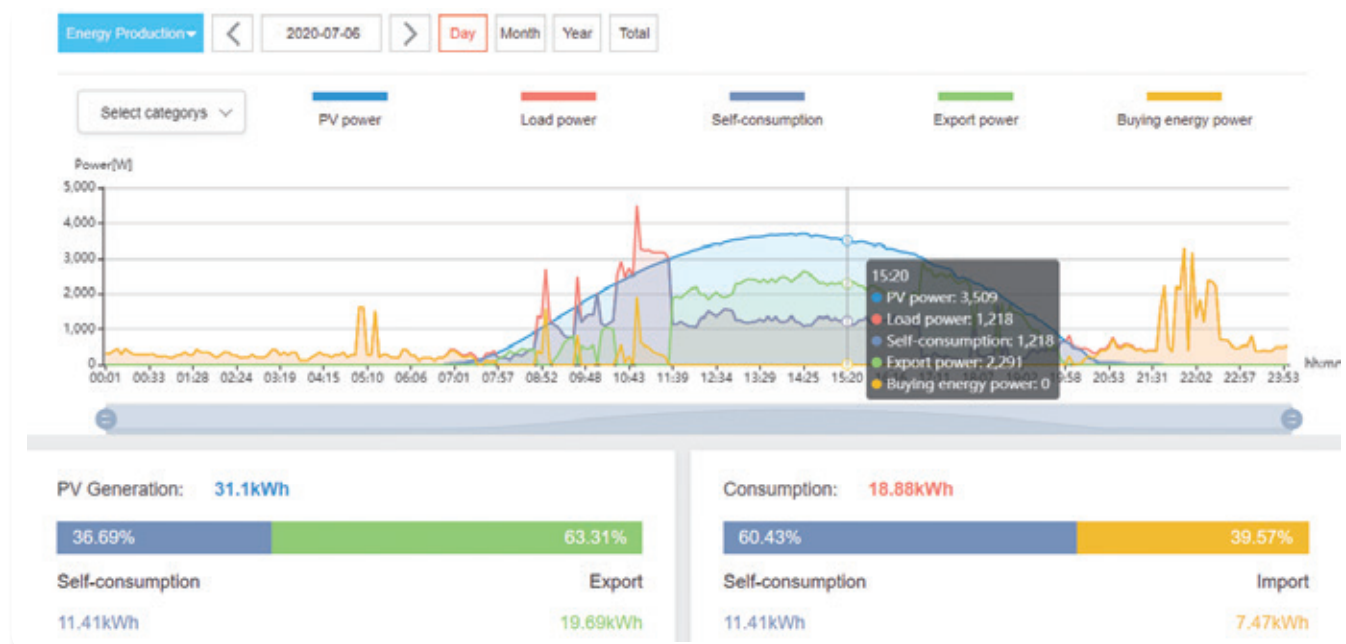 Energy Production 2020-07-06 Day Month Year Total
Select categorys PV power Load power Self-consumption Export power Buying energy power
Power[W]
5,000
4,000
3,000
2,000
1,000
0
15:20
PV power: 3,509
Load power: 1,218
Self-consumption: 1,218
Export power: 2,291
Buying energy power: 0
00:01 00:33 01:28 02:24 03:19 04:15 05:10 06:06 07:01 07:57 08:52 09:48 10:43 11:39 12:34 13:29 14:25 15:20 19:58 20:53 21:31 22:02 22:57 23:53
PV Generation: 31.1kWh Consumption: 18.88kWh
36.69% 63.31% 60.43% 39.57%
Self-consumption Export Self-consumption Import
11.41kWh 19.69kWh 11.41kWh 7.47kWh